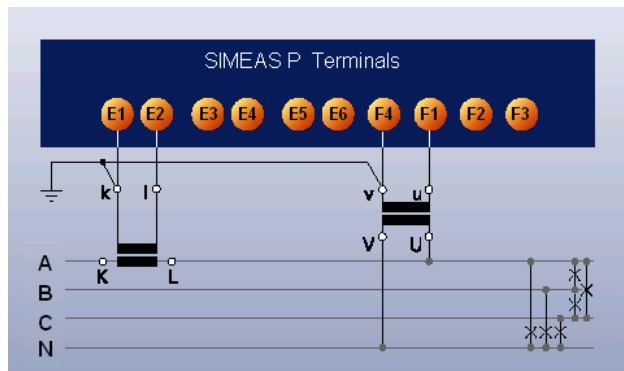 SIMEAS P Terminals
E1 E2 E3 E4 E5 E6 F4 F1 F2 F3
k l v u
V U
A
K L
B
C
N